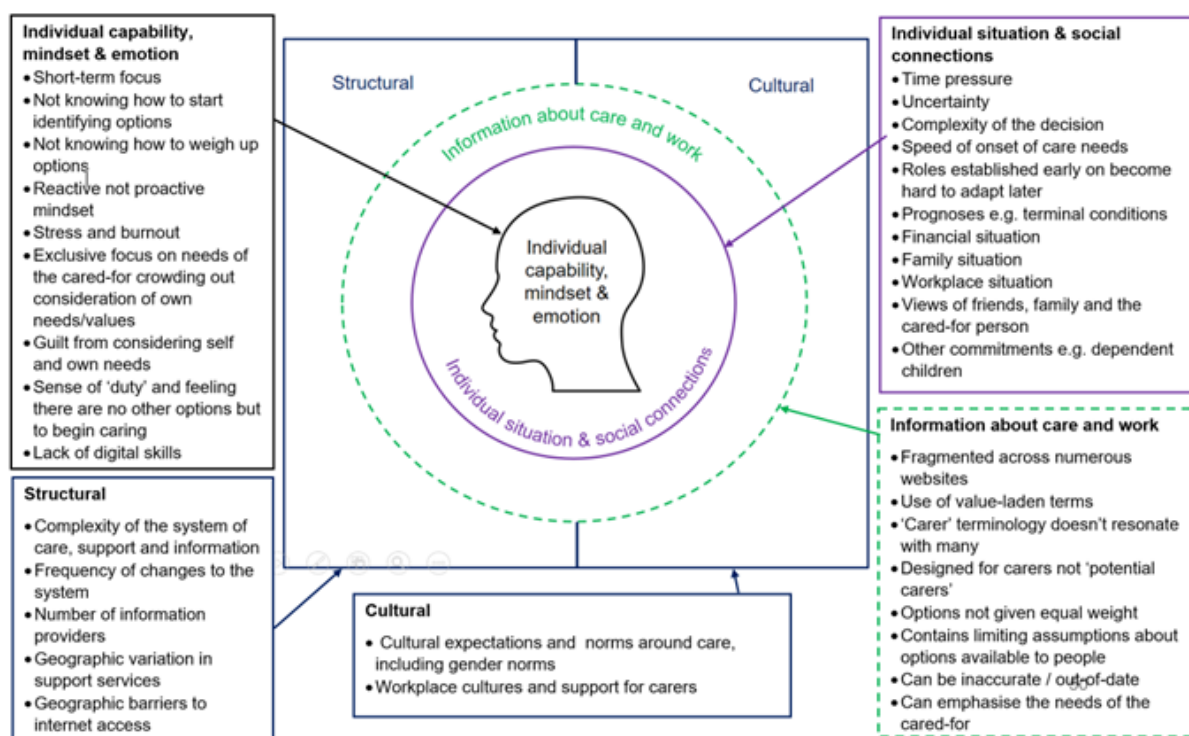 Individual capability,
mindset & emotion
• Short-term focus
• Not knowing how to start
identifying options
• Not knowing how to weigh up
options
• Reactive not proactive
mindset
• Stress and burnout
• Exclusive focus on needs of
the cared-for crowding out
consideration of own
needs/values
• Guilt from considering self
and own needs
• Sense of ‘duty’ and feeling
there are no other options but
to begin caring
• Lack of digital skills
Structural
• Complexity of the system of
care, support and information
• Frequency of changes to the
system
• Number of information
providers
• Geographic variation in
support services
• Geographic barriers to
internet access
Structural
Cultural
Information about care and work
Individual
capability,
mindset &
emotion
Individual situation & social connections
Cultural
• Cultural expectations and norms around care,
including gender norms
• Workplace cultures and support for carers
Individual situation & social
connections
• Time pressure
• Uncertainty
• Complexity of the decision
• Speed of onset of care needs
• Roles established early on become
hard to adapt later
• Prognoses e.g. terminal conditions
• Financial situation
• Family situation
• Workplace situation
• Views of friends, family and the
cared-for person
• Other commitments e.g. dependent
children
Information about care and work
• Fragmented across numerous
websites
• Use of value-laden terms
• ‘Carer’ terminology doesn’t resonate
with many
• Designed for carers not ‘potential
carers’
• Options not given equal weight
• Contains limiting assumptions about
options available to people
• Can be inaccurate / out-of-date
• Can emphasise the needs of the
cared-for